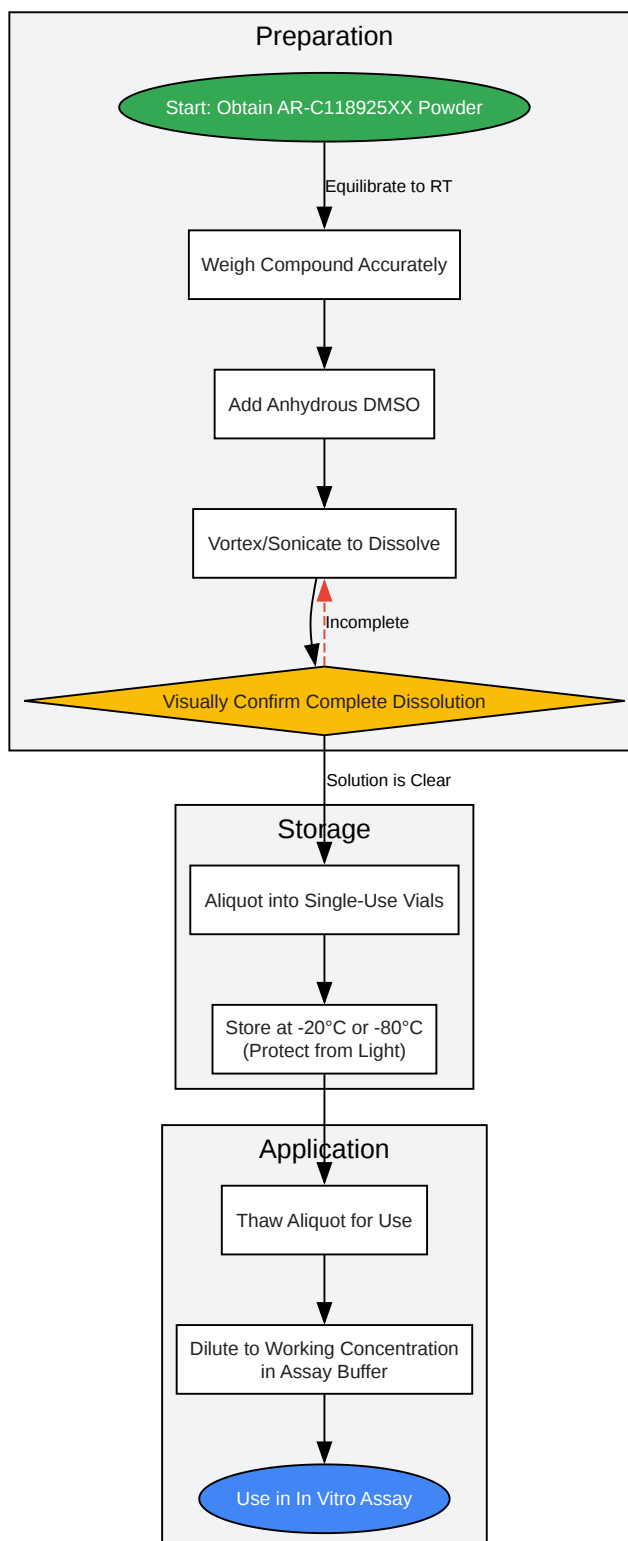 Preparation
Start: Obtain AR-C118925XX Powder
Equilibrate to RT
Weigh Compound Accurately
Add Anhydrous DMSO
Vortex/Sonicate to Dissolve
Incomplete
Visually Confirm Complete Dissolution
Solution is Clear
Storage
Aliquot into Single-Use Vials
Store at -20°C or -80°C
(Protect from Light)
Application
Thaw Aliquot for Use
Dilute to Working Concentration
in Assay Buffer
Use in In Vitro Assay